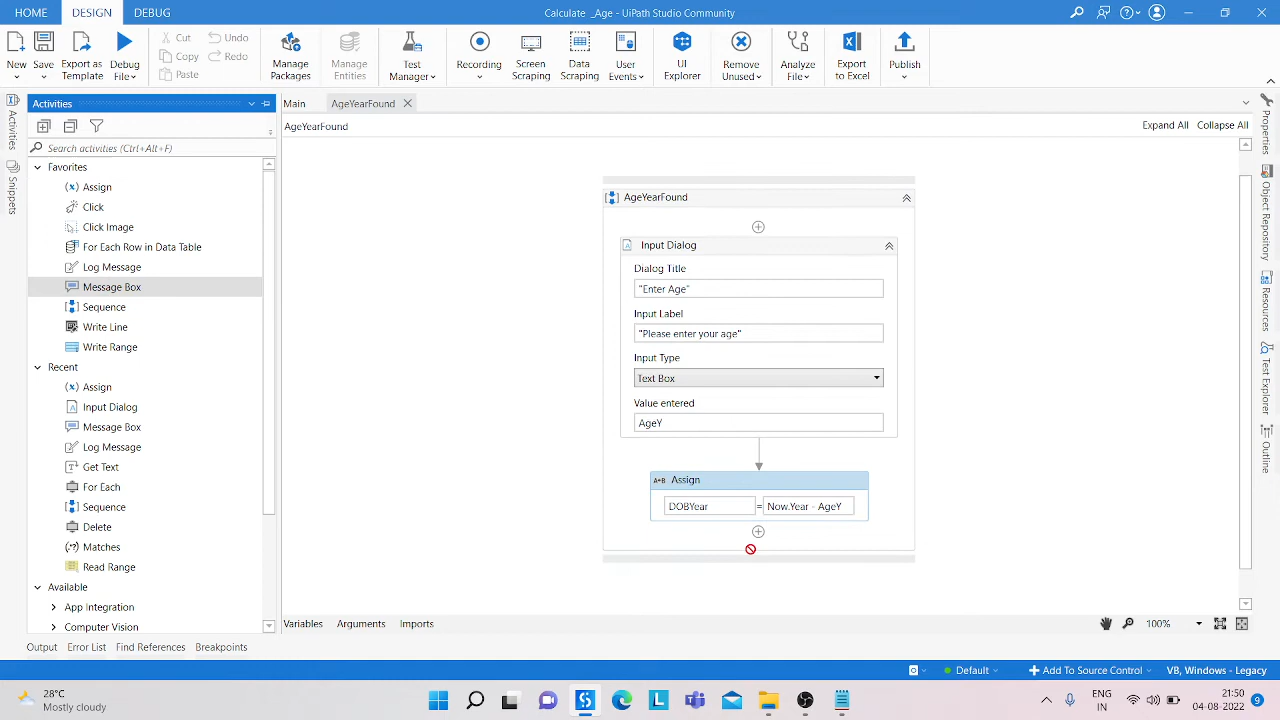 HOME DESIGN DEBUG Calculate _Age - UiPath Studio Community
New Save Export as Template Debug File Cut Copy Paste Undo Redo Manage Packages Manage Entities Test Manager Recording Screen Scraping Data Scraping User Events UI Explorer Remove Unused Analyze File Export to Excel Publish
Activities
Main AgeYearFound
AgeYearFound Expand All Collapse All
Search activities (Ctrl+Alt+F)
Favorites
Assign
Click
Click Image
For Each Row in Data Table
Log Message
Message Box
Sequence
Write Line
Write Range
Recent
Assign
Input Dialog
Message Box
Log Message
Get Text
For Each
Sequence
Delete
Matches
Read Range
Available
App Integration
Computer Vision
Activities
Snippets
AgeYearFound
Input Dialog
Dialog Title
"Enter Age"
Input Label
"Please enter your age"
Input Type
Text Box
Value entered
AgeY
A+B Assign
DOBYear = Now.Year - AgeY
Properties
Object Repository
Resources
Test Explorer
Outline
Variables Arguments Imports 100%
Output Error List Find References Breakpoints
Default Add To Source Control VB, Windows - Legacy
28°C
Mostly cloudy
ENG
IN
21:50
04-08-2022
9